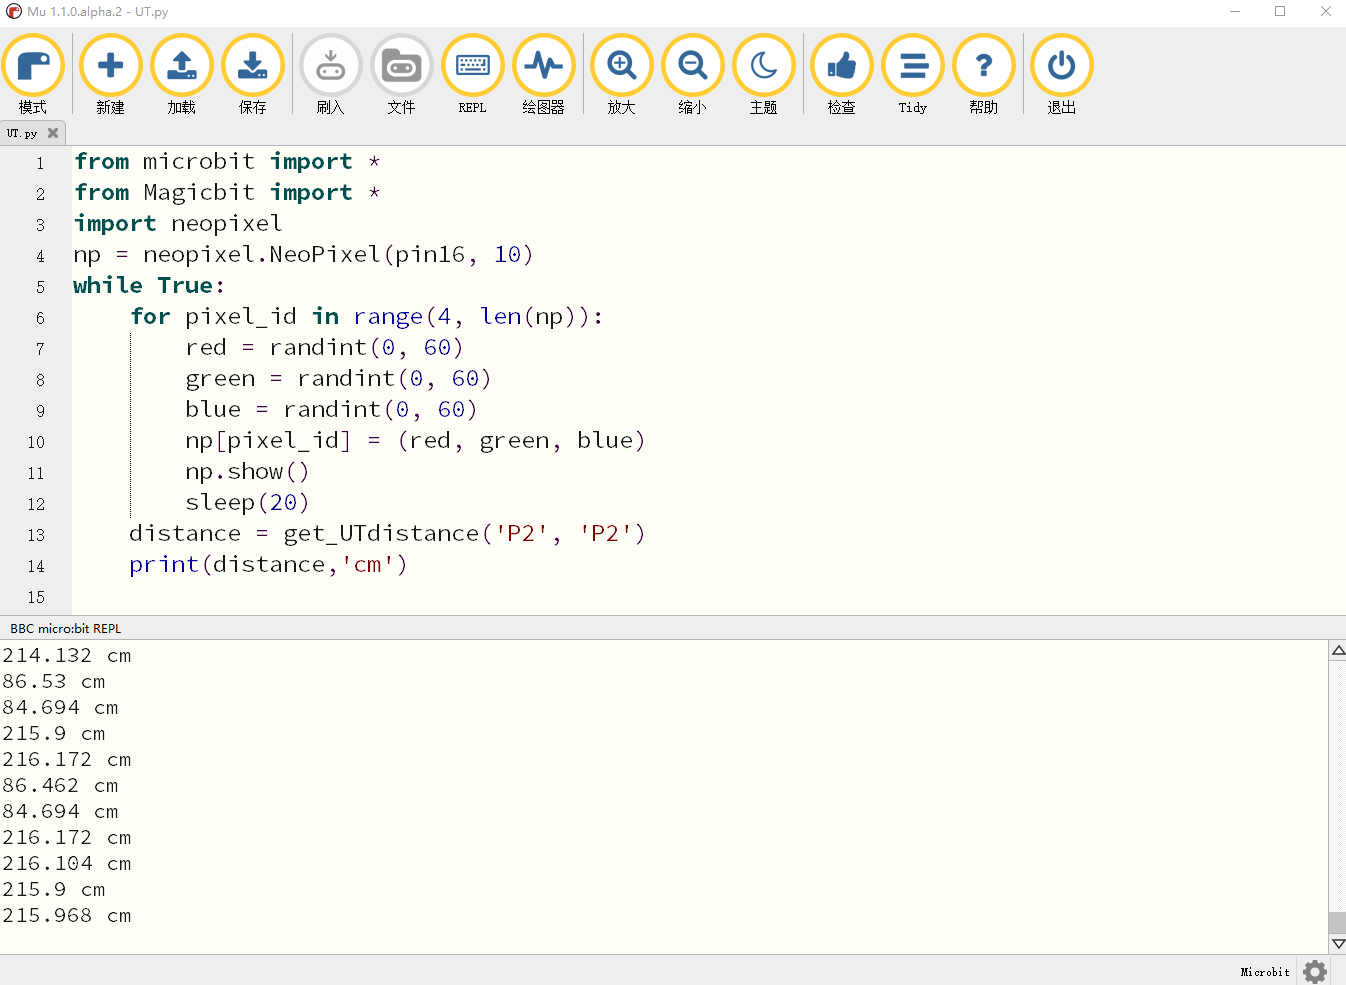 Mu 1.1.0.alpha.2 - UT.py
模式 新建 加载 保存 刷入 文件 REPL 绘图器 放大 缩小 主题 检查 Tidy 帮助 退出
UT.py
1 from microbit import *
2 from Magicbit import *
3 import neopixel
4 np = neopixel.NeoPixel(pin16, 10)
5 while True:
6     for pixel_id in range(4, len(np)):
7         red = randint(0, 60)
8         green = randint(0, 60)
9         blue = randint(0, 60)
10         np[pixel_id] = (red, green, blue)
11         np.show()
12         sleep(20)
13     distance = get_UTdistance('P2', 'P2')
14     print(distance,'cm')
15
BBC micro:bit REPL
214.132 cm
86.53 cm
84.694 cm
215.9 cm
216.172 cm
86.462 cm
84.694 cm
216.172 cm
216.104 cm
215.9 cm
215.968 cm
Microbit